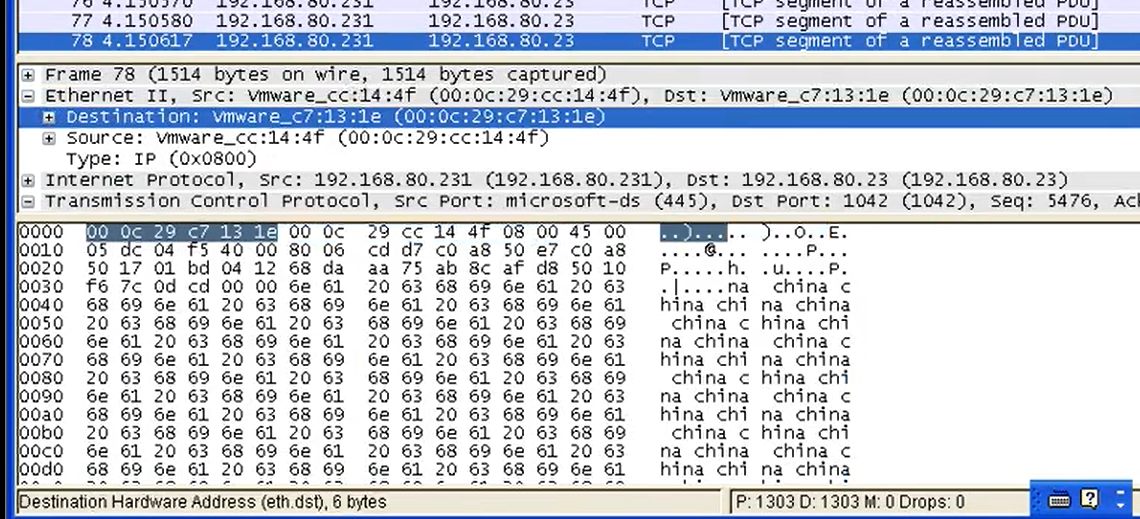 76 4.150570 192.168.80.231 192.168.80.23 TCP [TCP segment of a reassembled PDU]
77 4.150580 192.168.80.231 192.168.80.23 TCP [TCP segment of a reassembled PDU]
78 4.150617 192.168.80.231 192.168.80.23 TCP [TCP segment of a reassembled PDU]
Frame 78 (1514 bytes on wire, 1514 bytes captured)
Ethernet II, Src: Vmware_cc:14:4f (00:0c:29:cc:14:4f), Dst: Vmware_c7:13:1e (00:0c:29:c7:13:1e)
Destination: Vmware_c7:13:1e (00:0c:29:c7:13:1e)
Source: Vmware_cc:14:4f (00:0c:29:cc:14:4f)
Type: IP (0x0800)
Internet Protocol, Src: 192.168.80.231 (192.168.80.231), Dst: 192.168.80.23 (192.168.80.23)
Transmission Control Protocol, Src Port: microsoft-ds (445), Dst Port: 1042 (1042), Seq: 5476, Ack
0000 00 0c 29 c7 13 1e 00 0c 29 cc 14 4f 08 00 45 00 ..)..... )..O..E.
0010 05 dc 04 f5 40 00 80 06 cd d7 c0 a8 50 e7 c0 a8 ....@... ....P...
0020 50 17 01 bd 04 12 68 da aa 75 ab 8c af d8 50 10 P.....h. .u....P.
0030 f6 7c 0d cd 00 00 6e 61 20 63 68 69 6e 61 20 63 .|....na china c
0040 68 69 6e 61 20 63 68 69 6e 61 20 63 68 69 6e 61 hina chi na china
0050 20 63 68 69 6e 61 20 63 68 69 6e 61 20 63 68 69 china c hina chi
0060 6e 61 20 63 68 69 6e 61 20 63 68 69 6e 61 20 63 na china china c
0070 68 69 6e 61 20 63 68 69 6e 61 20 63 68 69 6e 61 hina chi na china
0080 20 63 68 69 6e 61 20 63 68 69 6e 61 20 63 68 69 china c hina chi
0090 6e 61 20 63 68 69 6e 61 20 63 68 69 6e 61 20 63 na china china c
00a0 68 69 6e 61 20 63 68 69 6e 61 20 63 68 69 6e 61 hina chi na china
00b0 20 63 68 69 6e 61 20 63 68 69 6e 61 20 63 68 69 china c hina chi
00c0 6e 61 20 63 68 69 6e 61 20 63 68 69 6e 61 20 63 na china china c
00d0 68 69 6e 61 20 63 68 69 6e 61 20 63 68 69 6e 61 hina chi na china
Destination Hardware Address (eth.dst), 6 bytes P: 1303 D: 1303 M: 0 Drops: 0